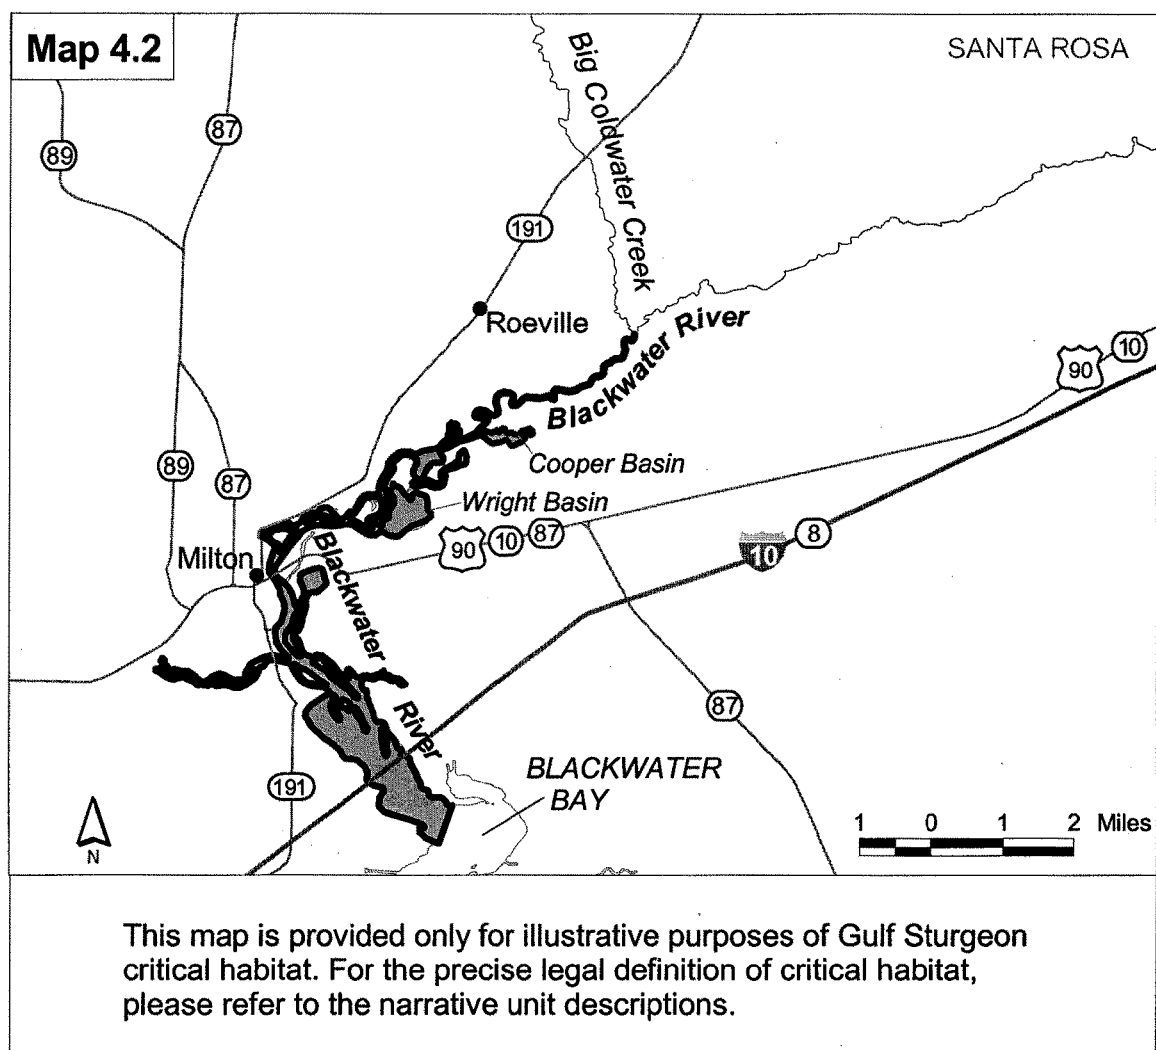 Map 4.2
SANTA ROSA
Big Coldwater Creek
87
89
191
Roeville
Blackwater River
90
10
Cooper Basin
89
87
Wright Basin
90
10
87
10
8
Milton
Blackwater
River
87
BLACKWATER
BAY
191
N
1 0 1 2 Miles
This map is provided only for illustrative purposes of Gulf Sturgeon
critical habitat. For the precise legal definition of critical habitat,
please refer to the narrative unit descriptions.